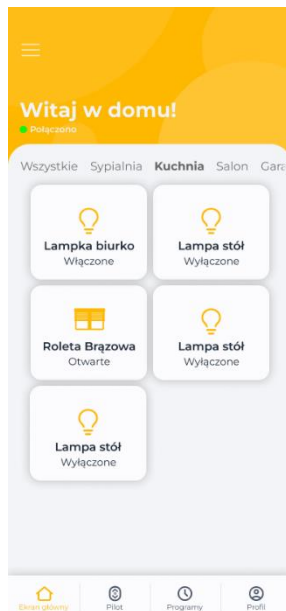 Witaj w domu!
Połączono
Wszystkie Sypialnia Kuchnia Salon Gara
Lampka biurko
Włączone
Lampa stół
Wyłączone
Roleta Brązowa
Otwarte
Lampa stół
Wyłączone
Lampa stół
Wyłączone
Ekran główny Pilot Programy Profil